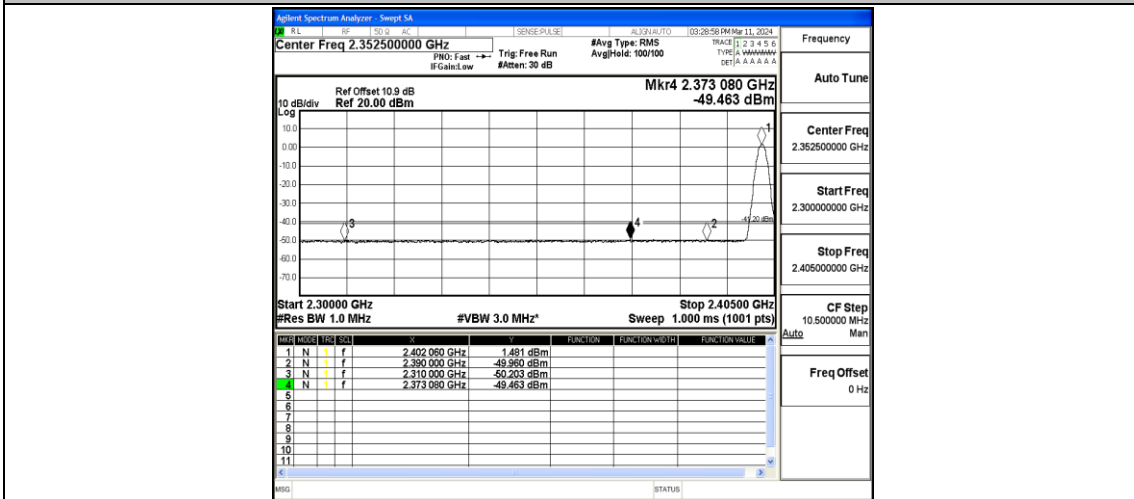 Agilent Spectrum Analyzer - Swept SA
RL RF 50 Ω AC SENSE:PULSE ALIGN AUTO 03:28:58 PM Mar 11, 2024
Center Freq 2.352500000 GHz
PNO: Fast
IFGain:Low
Trig: Free Run
#Atten: 30 dB
#Avg Type: RMS
Avg|Hold: 100/100
TRACE 1 2 3 4 5 6
TYPE A WWWWW
DET A A A A A A
Mkr4 2.373 080 GHz
-49.463 dBm
Ref Offset 10.9 dB
10 dB/div Ref 20.00 dBm
Log
10.0
0.00
-10.0
-20.0
-30.0
-40.0
-50.0
-60.0
-70.0
1
2
3
4
Start 2.30000 GHz Stop 2.40500 GHz
#Res BW 1.0 MHz #VBW 3.0 MHz* Sweep 1.000 ms (1001 pts)
MKR MODE TRC SCL X Y FUNCTION FUNCTION WIDTH FUNCTION VALUE
1 N 1 f 2.402 060 GHz 1.481 dBm
2 N 1 f 2.390 000 GHz -49.960 dBm
3 N 1 f 2.310 000 GHz -50.203 dBm
4 N 1 f 2.373 080 GHz -49.463 dBm
5
6
7
8
9
10
11
MSG STATUS
Frequency
Auto Tune
Center Freq
2.352500000 GHz
Start Freq
2.300000000 GHz
Stop Freq
2.405000000 GHz
CF Step
10.500000 MHz
Auto Man
Freq Offset
0 Hz